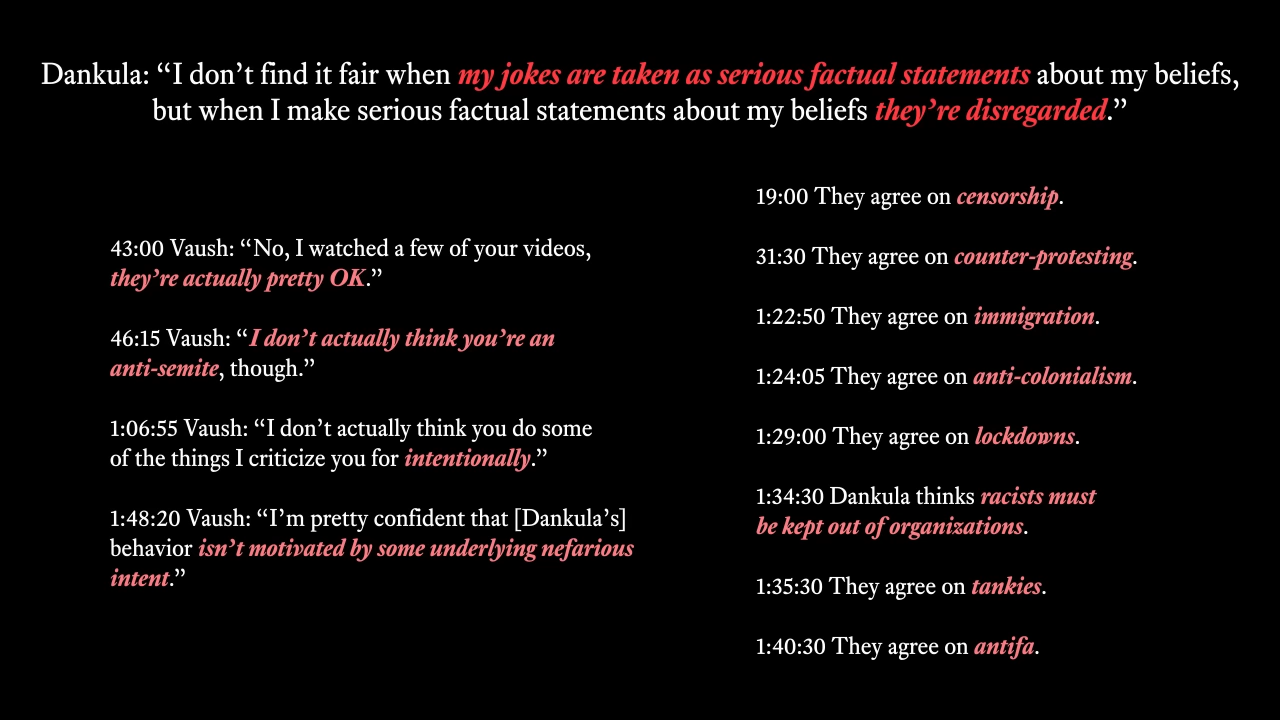 Dankula: “I don’t find it fair when my jokes are taken as serious factual statements about my beliefs,
but when I make serious factual statements about my beliefs they’re disregarded.”
43:00 Vaush: “No, I watched a few of your videos,
they’re actually pretty OK.”
46:15 Vaush: “I don’t actually think you’re an
anti-semite, though.”
1:06:55 Vaush: “I don’t actually think you do some
of the things I criticize you for intentionally.”
1:48:20 Vaush: “I’m pretty confident that [Dankula’s]
behavior isn’t motivated by some underlying nefarious
intent.”
19:00 They agree on censorship.
31:30 They agree on counter-protesting.
1:22:50 They agree on immigration.
1:24:05 They agree on anti-colonialism.
1:29:00 They agree on lockdowns.
1:34:30 Dankula thinks racists must
be kept out of organizations.
1:35:30 They agree on tankies.
1:40:30 They agree on antifa.